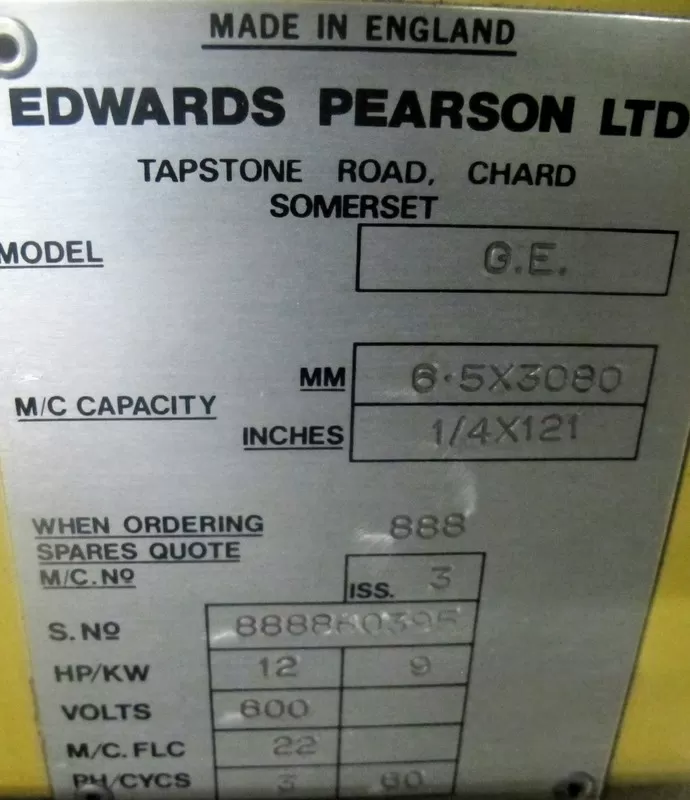 MADE IN ENGLAND
EDWARDS PEARSON LTD
TAPSTONE ROAD, CHARD
SOMERSET
MODEL G.E.
MM 6·5X3080
M/C CAPACITY
INCHES 1/4X121
WHEN ORDERING 888
SPARES QUOTE
M/C.Nº ISS. 3
S.Nº 888860395
HP/KW 12 9
VOLTS 600
M/C.FLC 22
PH/CYCS 3 60